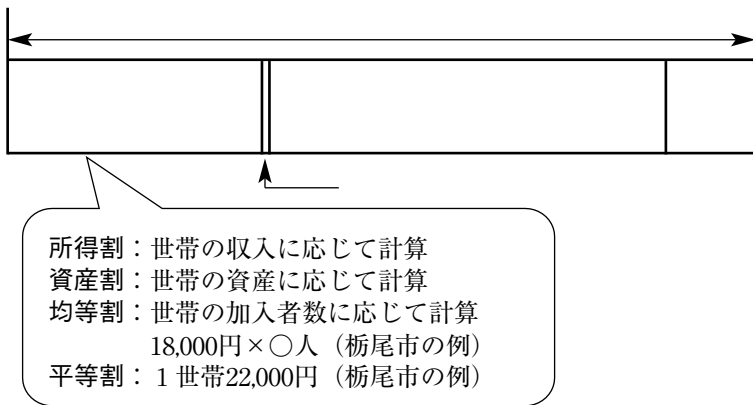 所得割：世帯の収入に応じて計算
資産割：世帯の資産に応じて計算
均等割：世帯の加入者数に応じて計算
18,000円×○人（栃尾市の例）
平等割：１世帯22,000円（栃尾市の例）